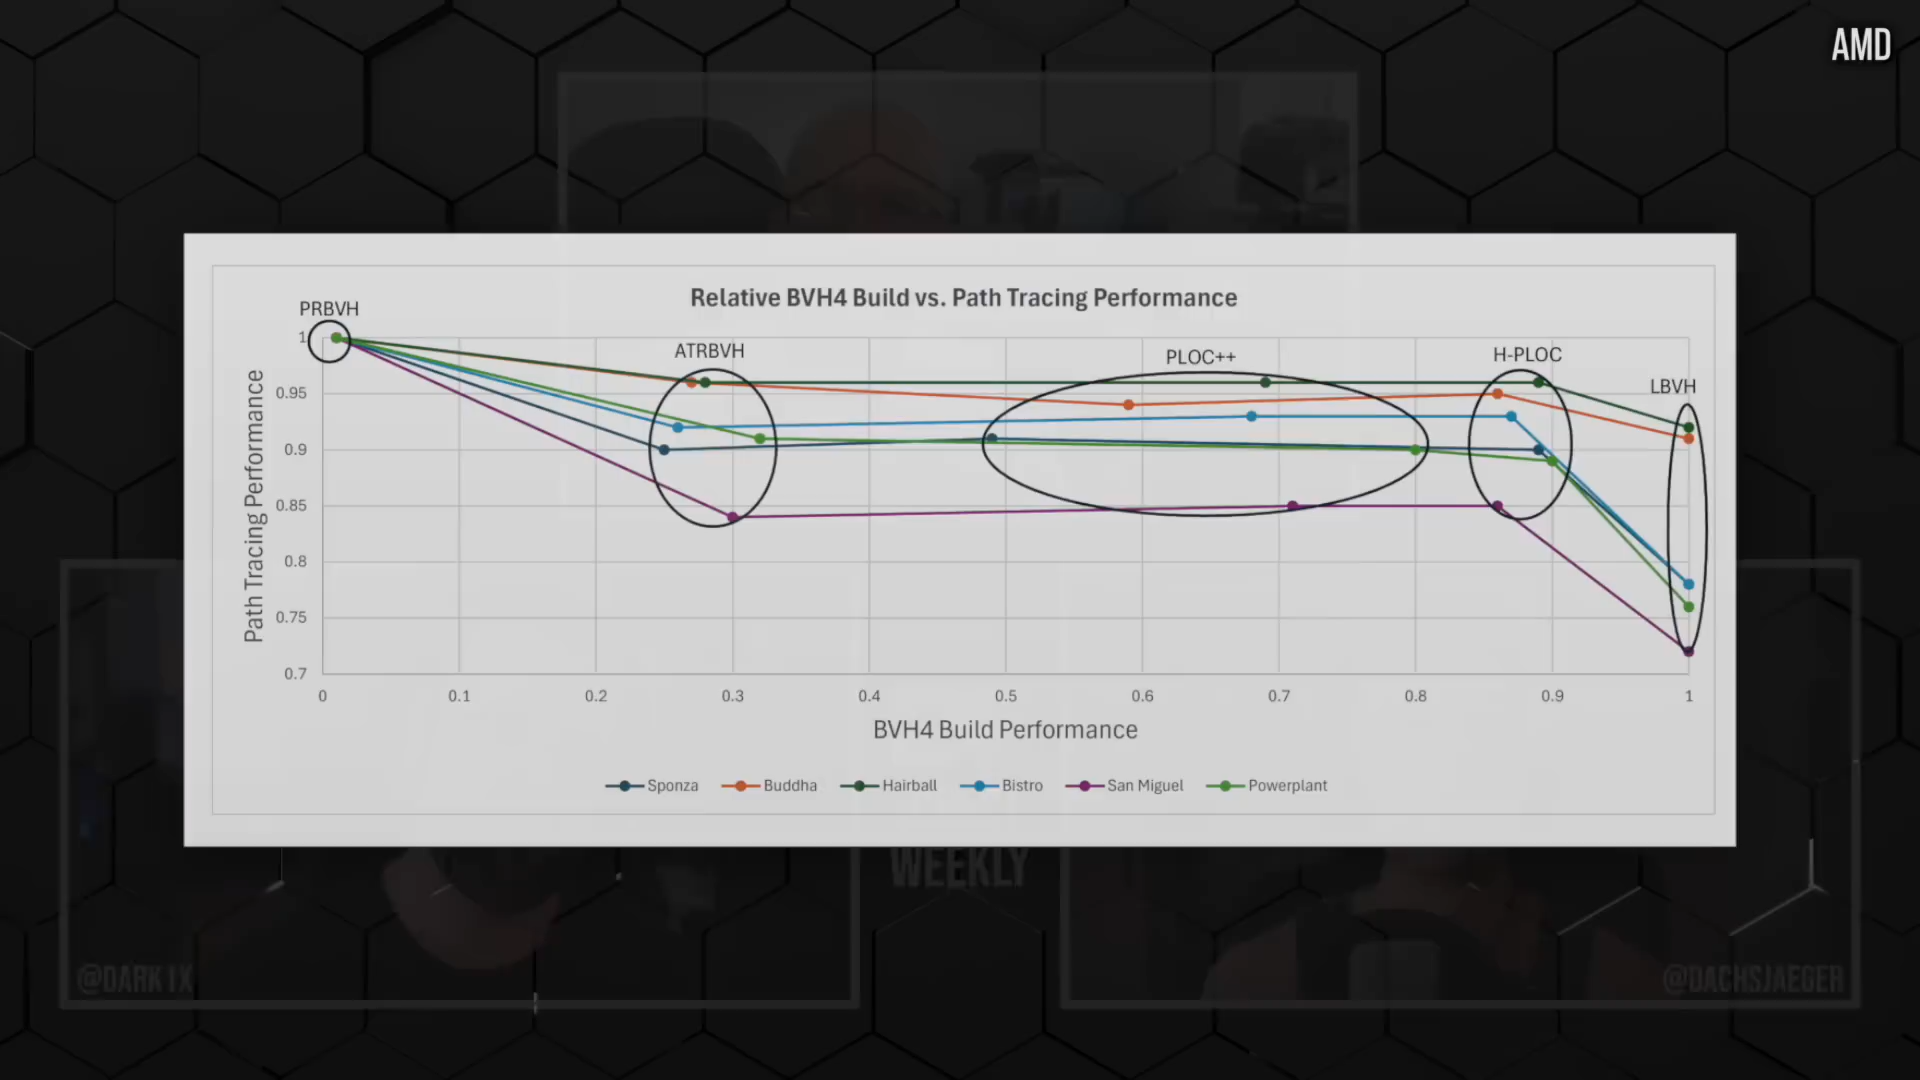 AMD
Relative BVH4 Build vs. Path Tracing Performance
PRBVH
ATRBVH
PLOC++
H-PLOC
LBVH
Path Tracing Performance
1
0.95
0.9
0.85
0.8
0.75
0.7
0 0.1 0.2 0.3 0.4 0.5 0.6 0.7 0.8 0.9 1
BVH4 Build Performance
Sponza Buddha Hairball Bistro San Miguel Powerplant
WEEKLY
@DARK1X
@DACHSJAEGER